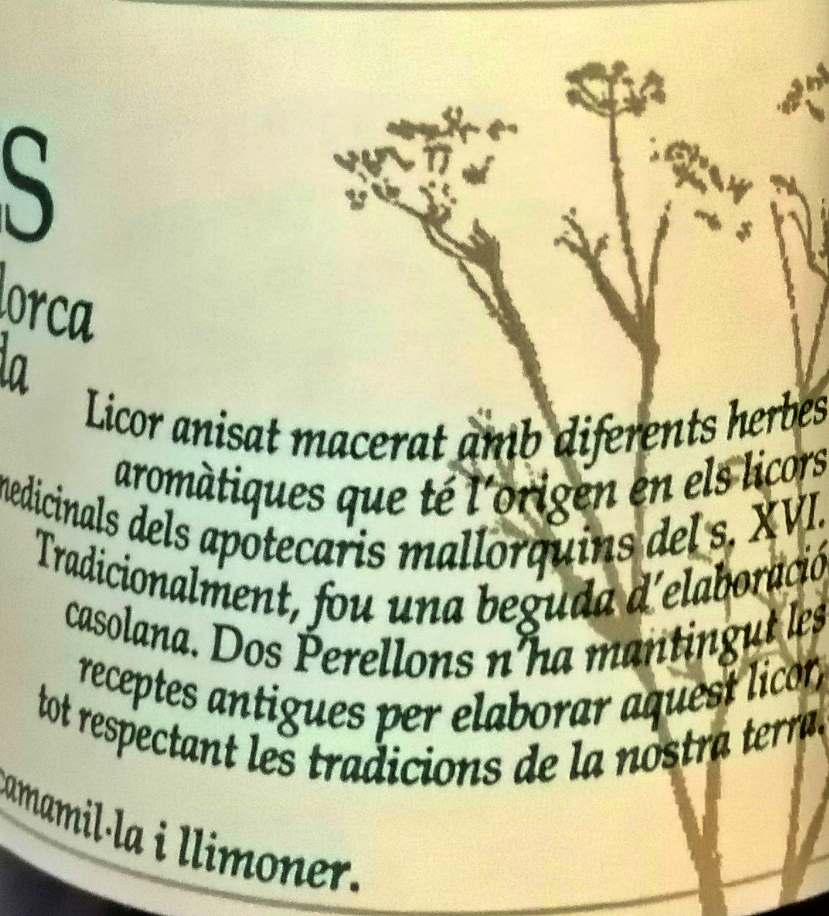 lorca
Licor anisat macerat amb diferents herbes
aromàtiques que té l'origen en els licors
medicinals dels apotecaris mallorquins del s. XVI.
Tradicionalment, fou una beguda d'elaboració
casolana. Dos Perellons n'ha mantingut les
receptes antigues per elaborar aquest licor,
tot respectant les tradicions de la nostra terra.
camamil·la i llimoner.